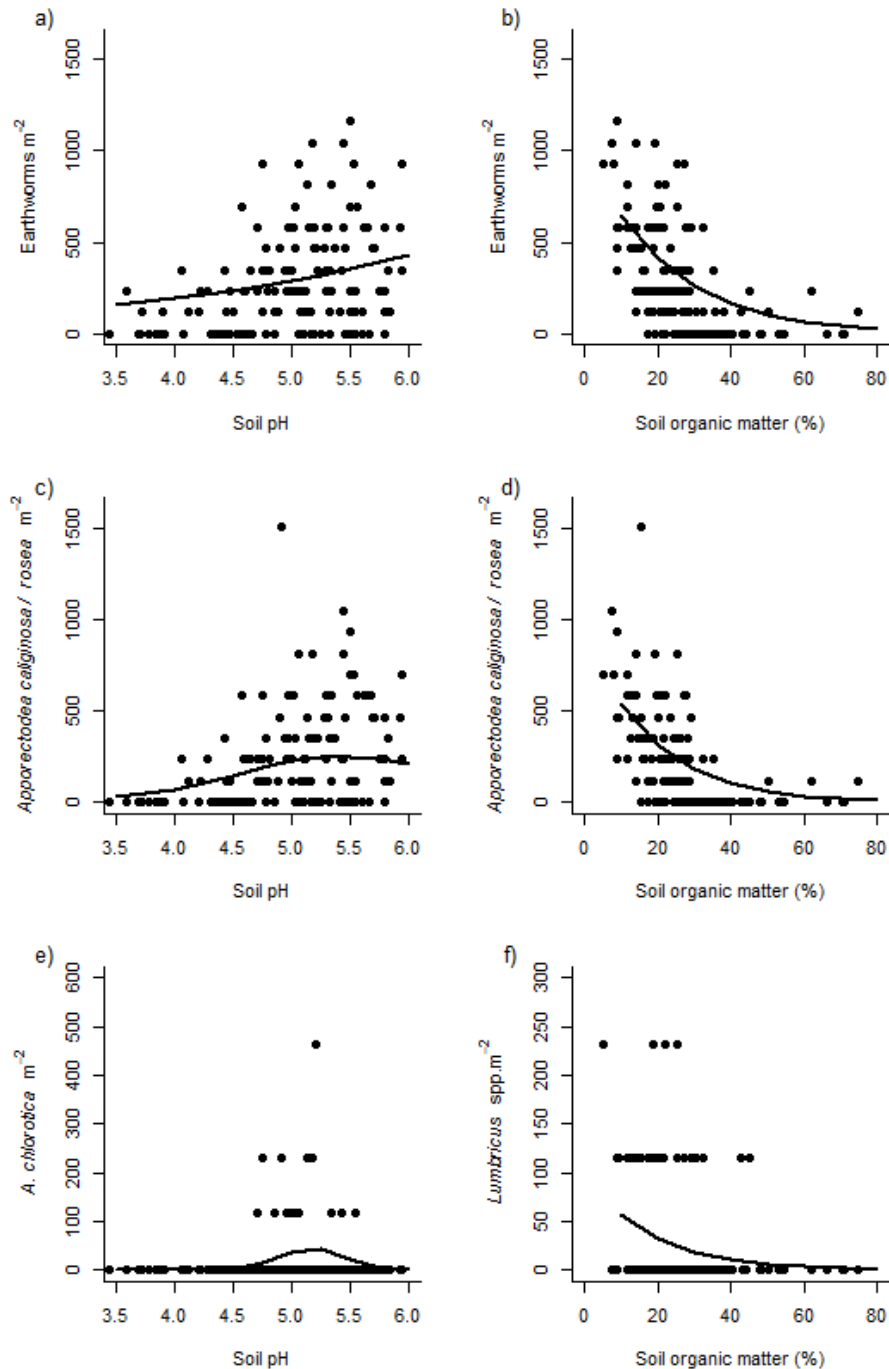 a)
Earthworms m⁻²
1500
1000
500
0
3.5 4.0 4.5 5.0 5.5 6.0
Soil pH
b)
Earthworms m⁻²
1500
1000
500
0
0 20 40 60 80
Soil organic matter (%)
c)
Apporectodea caliginosa / rosea m⁻²
1500
1000
500
0
3.5 4.0 4.5 5.0 5.5 6.0
Soil pH
d)
Apporectodea caliginosa / rosea m⁻²
1500
1000
500
0
0 20 40 60 80
Soil organic matter (%)
e)
A. chlorotica m⁻²
600
500
400
300
200
100
0
3.5 4.0 4.5 5.0 5.5 6.0
Soil pH
f)
Lumbricus spp.m⁻²
300
250
200
150
100
50
0
0 20 40 60 80
Soil organic matter (%)